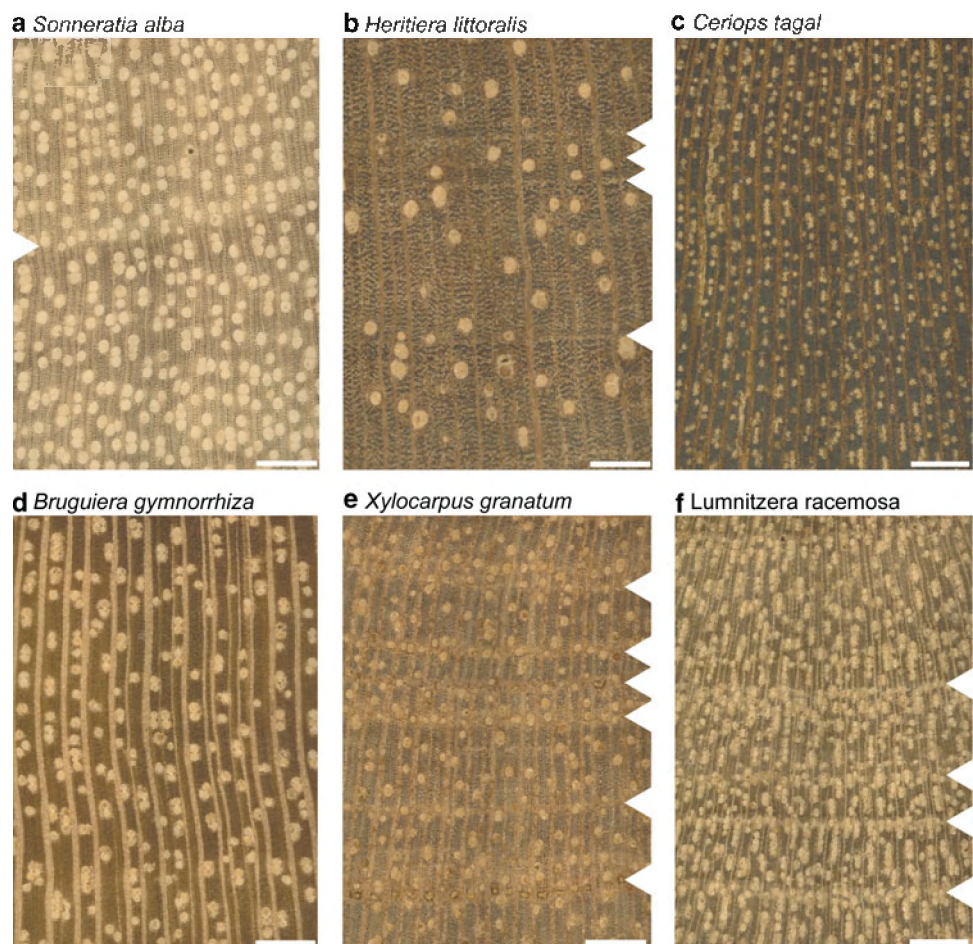 a Sonneratia alba
b Heritiera littoralis
c Ceriops tagal
d Bruguiera gymnorrhiza
e Xylocarpus granatum
f Lumnitzera racemosa